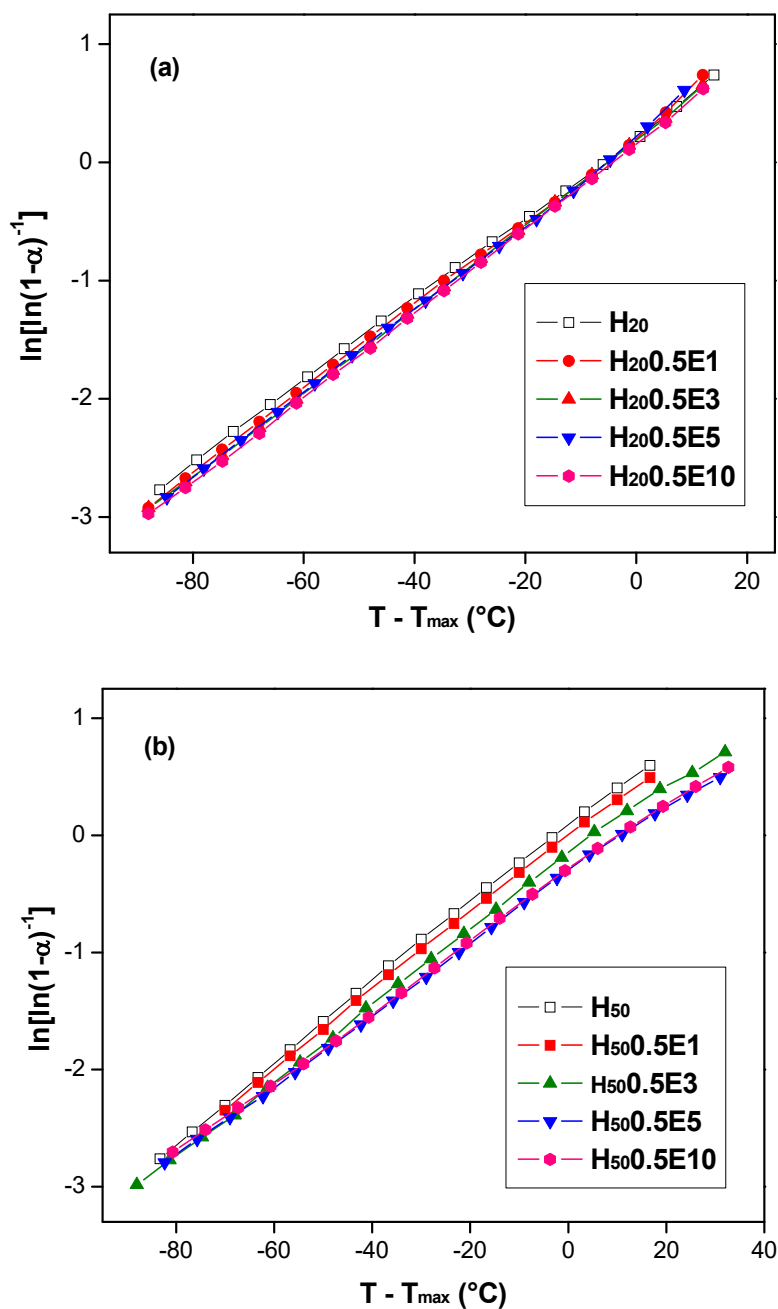 (a)
1
0
-1
-2
-3
ln[ln(1-α)⁻¹]
H₂₀
H₂₀0.5E1
H₂₀0.5E3
H₂₀0.5E5
H₂₀0.5E10
-80 -60 -40 -20 0 20
T - Tₘₐₓ (°C)
(b)
1
0
-1
-2
-3
ln[ln(1-α)⁻¹]
H₅₀
H₅₀0.5E1
H₅₀0.5E3
H₅₀0.5E5
H₅₀0.5E10
-80 -60 -40 -20 0 20 40
T - Tₘₐₓ (°C)